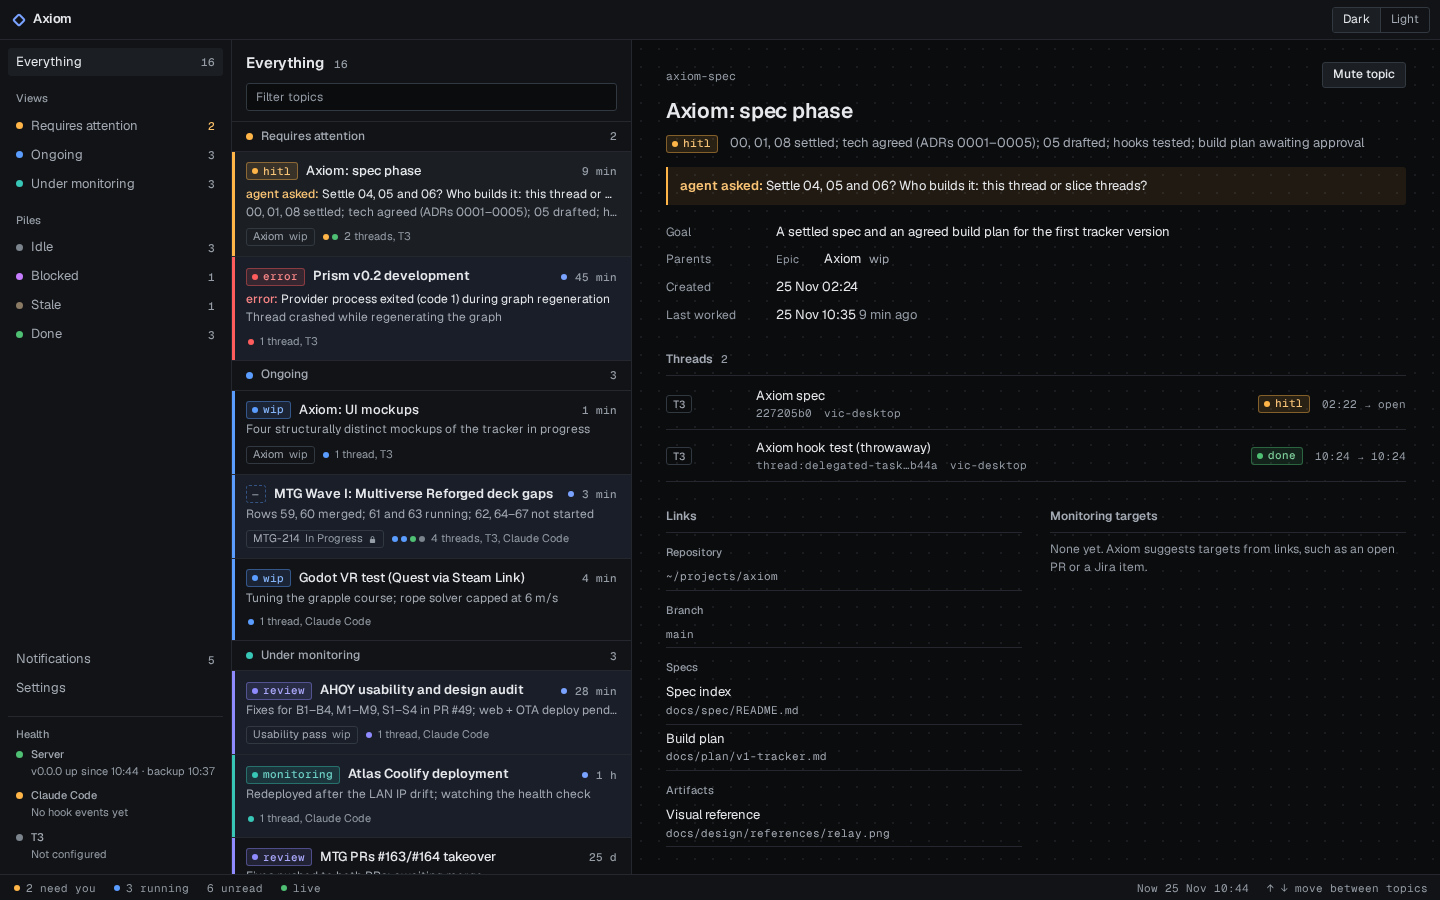 Axiom
Dark Light
Everything 16
Views
Requires attention 2
Ongoing 3
Under monitoring 3
Piles
Idle 3
Blocked 1
Stale 1
Done 3
Notifications 5
Settings
Health
Server
v0.0.0 up since 10:44 · backup 10:37
Claude Code
No hook events yet
T3
Not configured
Everything 16
Filter topics
Requires attention 2
hitl Axiom: spec phase 9 min
agent asked: Settle 04, 05 and 06? Who builds it: this thread or ...
00, 01, 08 settled; tech agreed (ADRs 0001–0005); 05 drafted; h...
Axiom wip 2 threads, T3
error Prism v0.2 development 45 min
error: Provider process exited (code 1) during graph regeneration
Thread crashed while regenerating the graph
1 thread, T3
Ongoing 3
wip Axiom: UI mockups 1 min
Four structurally distinct mockups of the tracker in progress
Axiom wip 1 thread, T3
— MTG Wave I: Multiverse Reforged deck gaps 3 min
Rows 59, 60 merged; 61 and 63 running; 62, 64–67 not started
MTG-214 In Progress 4 threads, T3, Claude Code
wip Godot VR test (Quest via Steam Link) 4 min
Tuning the grapple course; rope solver capped at 6 m/s
1 thread, Claude Code
Under monitoring 3
review AHOY usability and design audit 28 min
Fixes for B1–B4, M1–M9, S1–S4 in PR #49; web + OTA deploy pend...
Usability pass wip 1 thread, Claude Code
monitoring Atlas Coolify deployment 1 h
Redeployed after the LAN IP drift; watching the health check
1 thread, Claude Code
review MTG PRs #163/#164 takeover 25 d
axiom-spec
Mute topic
Axiom: spec phase
hitl 00, 01, 08 settled; tech agreed (ADRs 0001–0005); 05 drafted; hooks tested; build plan awaiting approval
agent asked: Settle 04, 05 and 06? Who builds it: this thread or slice threads?
Goal A settled spec and an agreed build plan for the first tracker version
Parents Epic Axiom wip
Created 25 Nov 02:24
Last worked 25 Nov 10:35 9 min ago
Threads 2
T3 Axiom spec hitl 02:22 → open
227205b0 vic-desktop
T3 Axiom hook test (throwaway) done 10:24 → 10:24
thread:delegated-task…b44a vic-desktop
Links
Repository
~/projects/axiom
Branch
main
Specs
Spec index
docs/spec/README.md
Build plan
docs/plan/v1-tracker.md
Artifacts
Visual reference
docs/design/references/relay.png
Monitoring targets
None yet. Axiom suggests targets from links, such as an open
PR or a Jira item.
2 need you 3 running 6 unread live
Now 25 Nov 10:44 ↑ ↓ move between topics